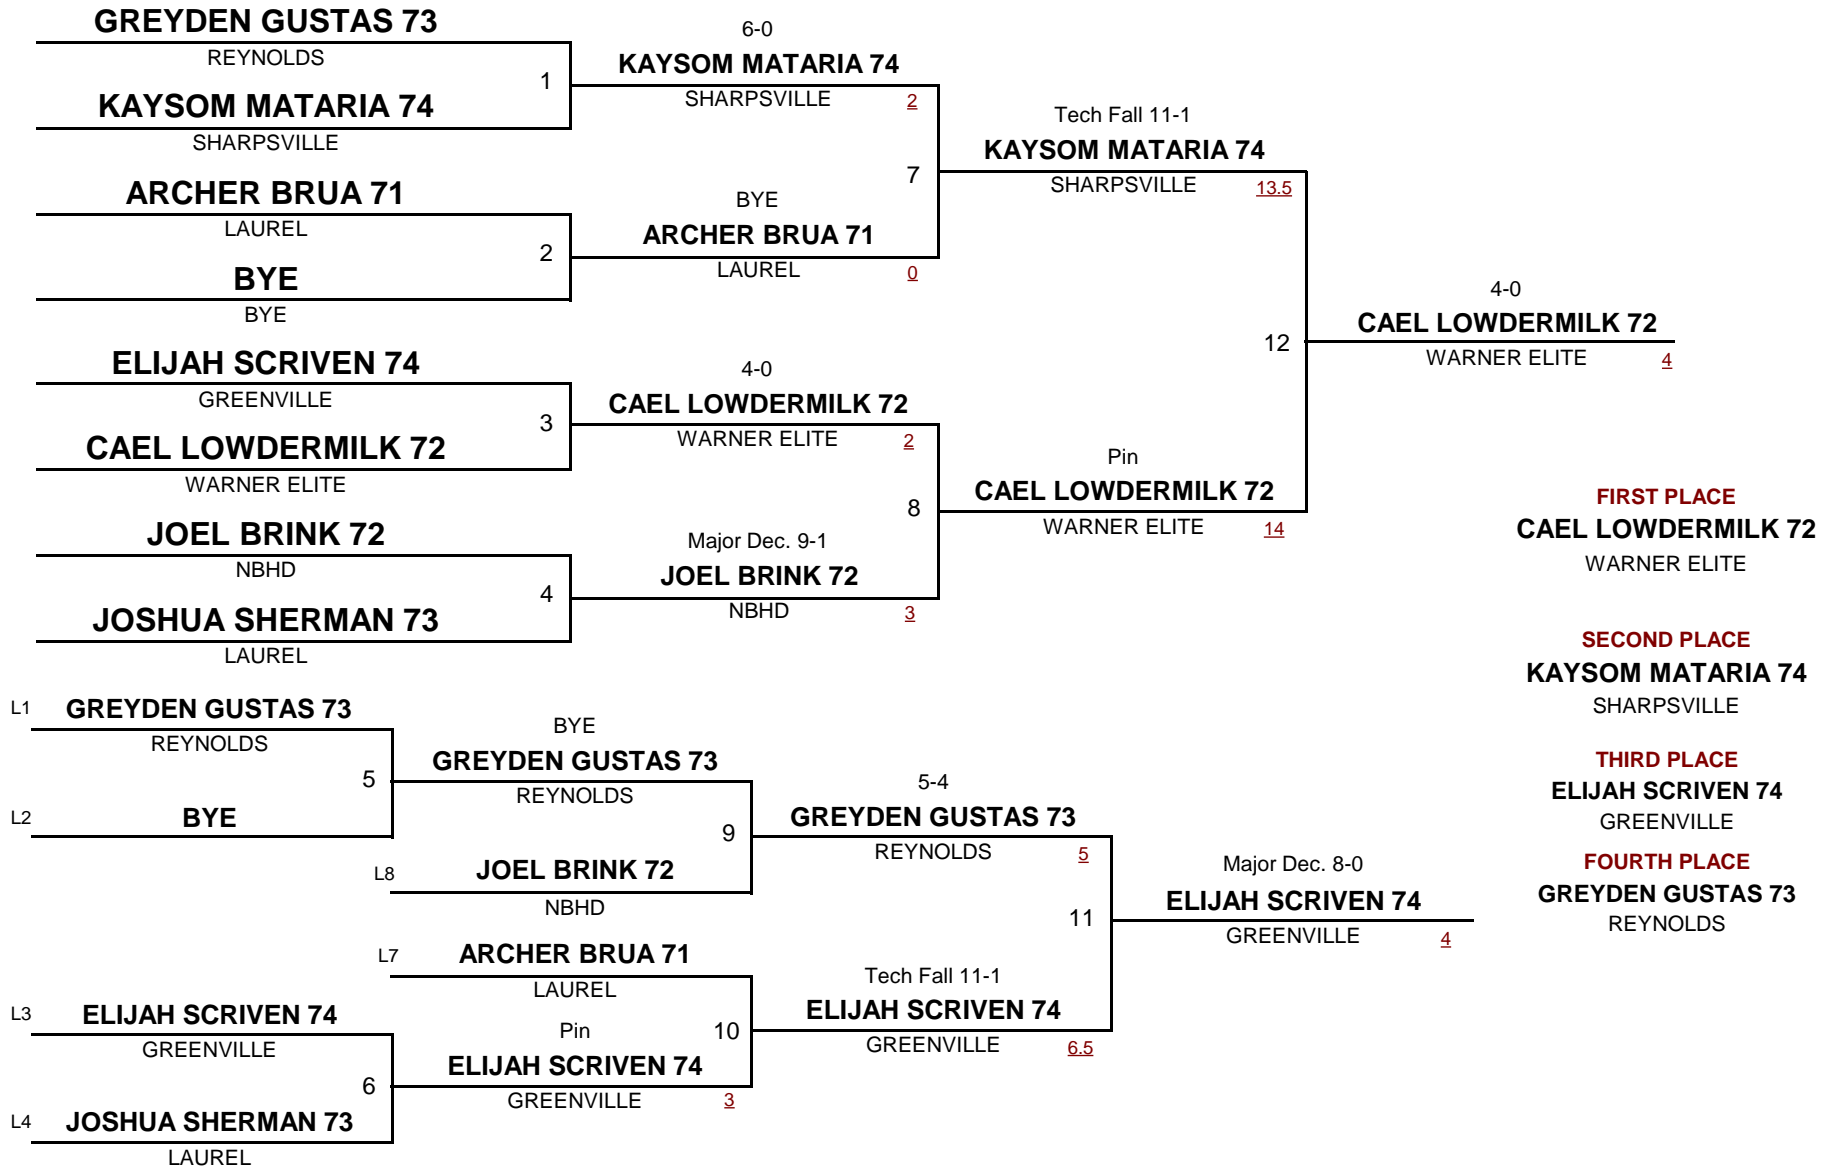 GREYDEN GUSTAS 73
REYNOLDS
1
KAYSOM MATARIA 74
SHARPSVILLE
ARCHER BRUA 71
LAUREL
2
BYE
BYE
ELIJAH SCRIVEN 74
GREENVILLE
3
CAEL LOWDERMILK 72
WARNER ELITE
JOEL BRINK 72
NBHD
4
JOSHUA SHERMAN 73
LAUREL
6-0
KAYSOM MATARIA 74
SHARPSVILLE 2
7
BYE
ARCHER BRUA 71
LAUREL 0
4-0
CAEL LOWDERMILK 72
WARNER ELITE 2
8
Major Dec. 9-1
JOEL BRINK 72
NBHD 3
Tech Fall 11-1
KAYSOM MATARIA 74
SHARPSVILLE 13.5
12
Pin
CAEL LOWDERMILK 72
WARNER ELITE 14
4-0
CAEL LOWDERMILK 72
WARNER ELITE 4
FIRST PLACE
CAEL LOWDERMILK 72
WARNER ELITE
SECOND PLACE
KAYSOM MATARIA 74
SHARPSVILLE
THIRD PLACE
ELIJAH SCRIVEN 74
GREENVILLE
FOURTH PLACE
GREYDEN GUSTAS 73
REYNOLDS
L1 GREYDEN GUSTAS 73
REYNOLDS
5
L2 BYE
L3 ELIJAH SCRIVEN 74
GREENVILLE
6
L4 JOSHUA SHERMAN 73
LAUREL
BYE
GREYDEN GUSTAS 73
REYNOLDS
9
L8 JOEL BRINK 72
NBHD
L7 ARCHER BRUA 71
LAUREL
10
Pin
ELIJAH SCRIVEN 74
GREENVILLE 3
5-4
GREYDEN GUSTAS 73
REYNOLDS 5
11
Tech Fall 11-1
ELIJAH SCRIVEN 74
GREENVILLE 6.5
Major Dec. 8-0
ELIJAH SCRIVEN 74
GREENVILLE 4